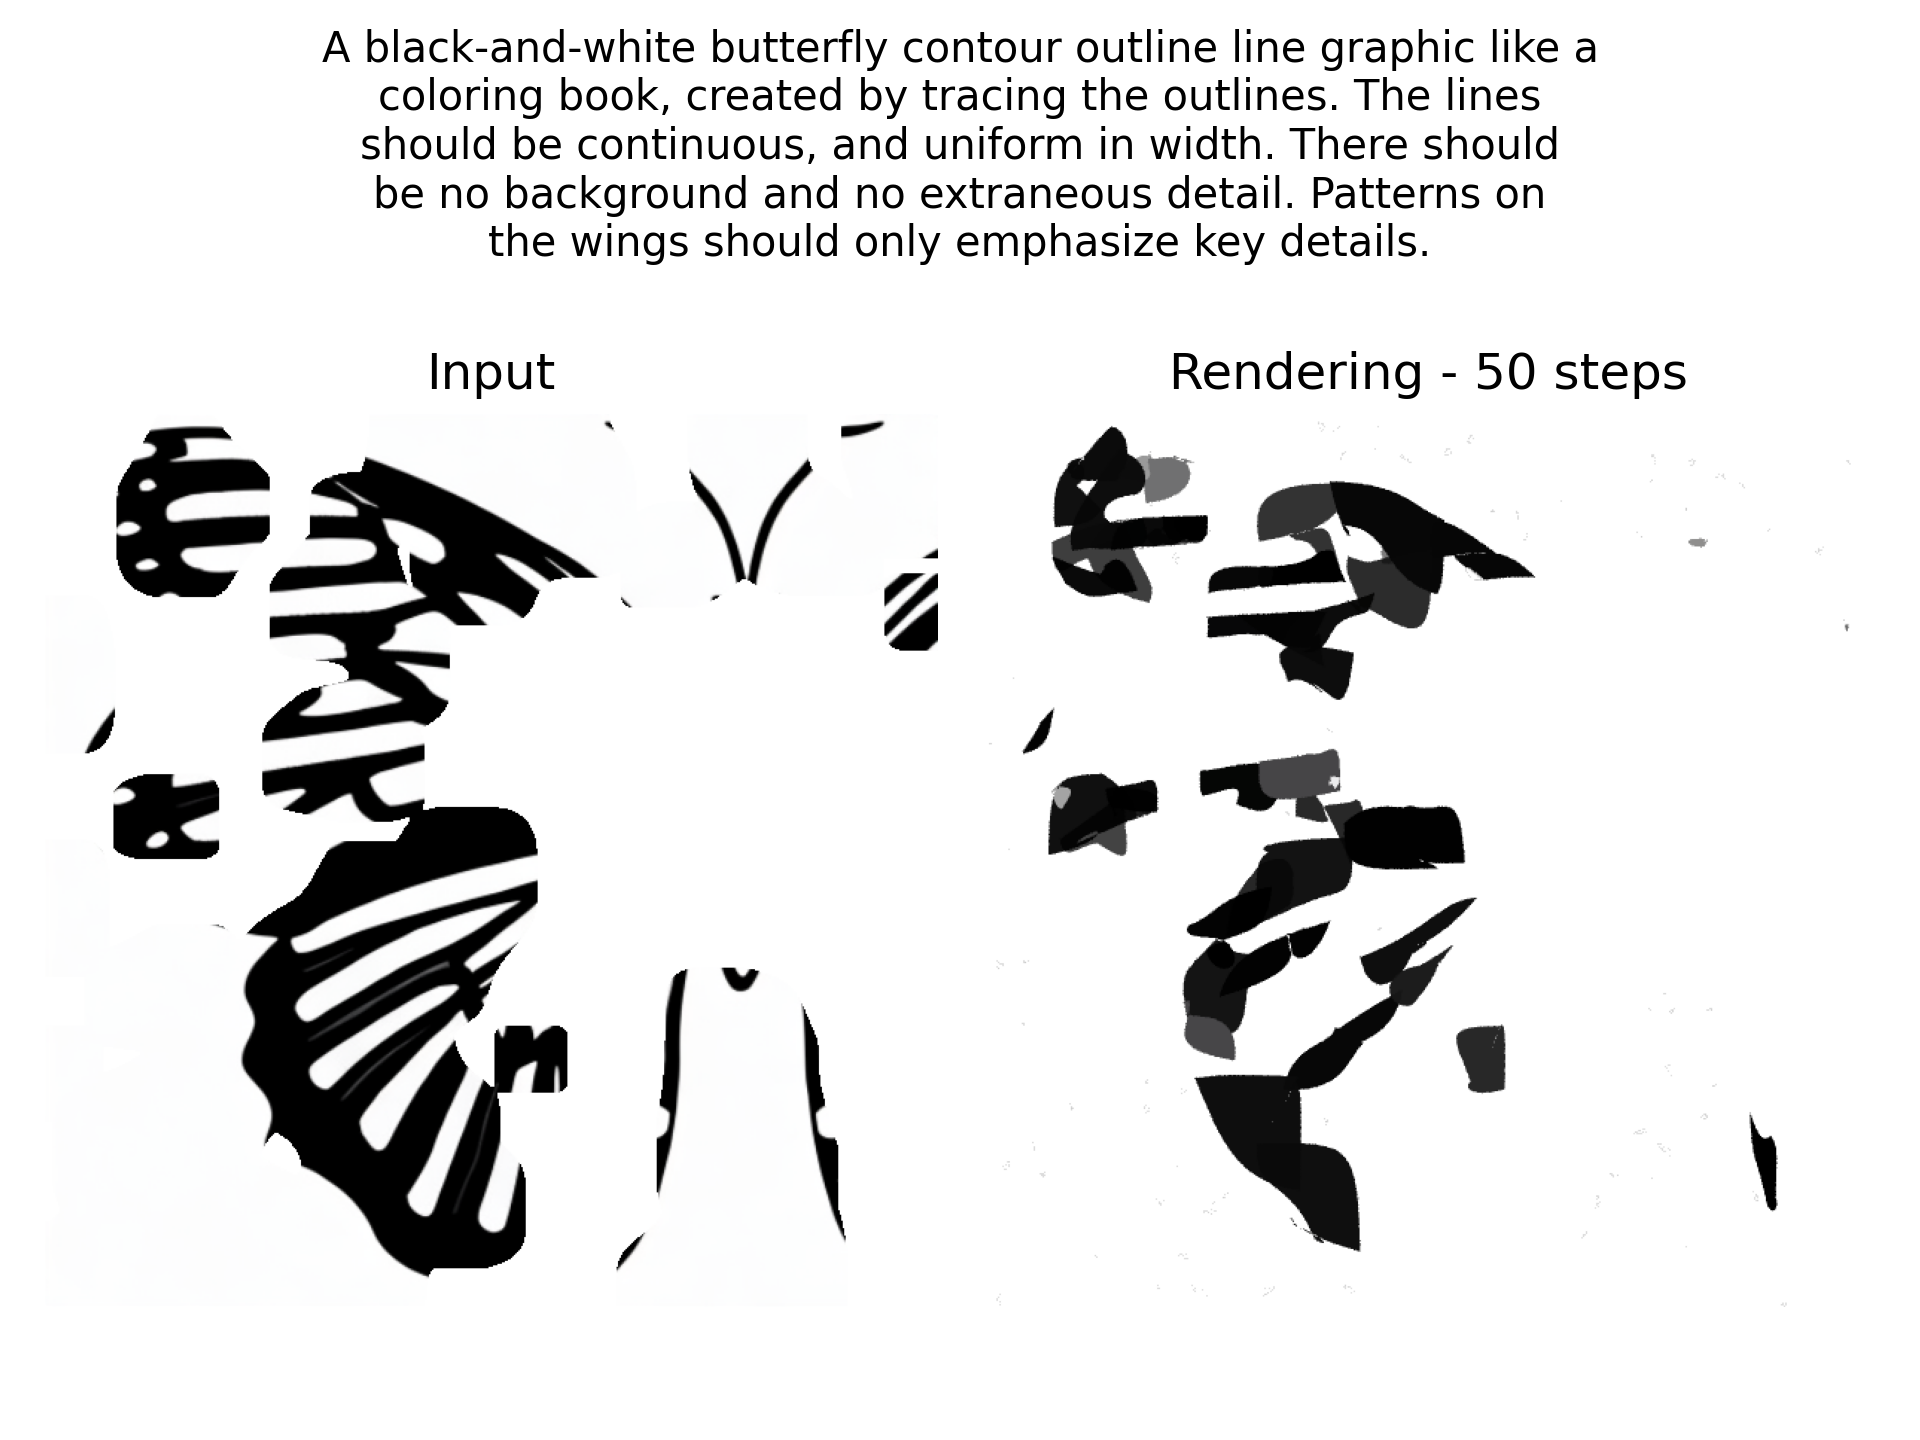 A black-and-white butterfly contour outline line graphic like a
coloring book, created by tracing the outlines. The lines
should be continuous, and uniform in width. There should
be no background and no extraneous detail. Patterns on
the wings should only emphasize key details.
Input
Rendering - 50 steps